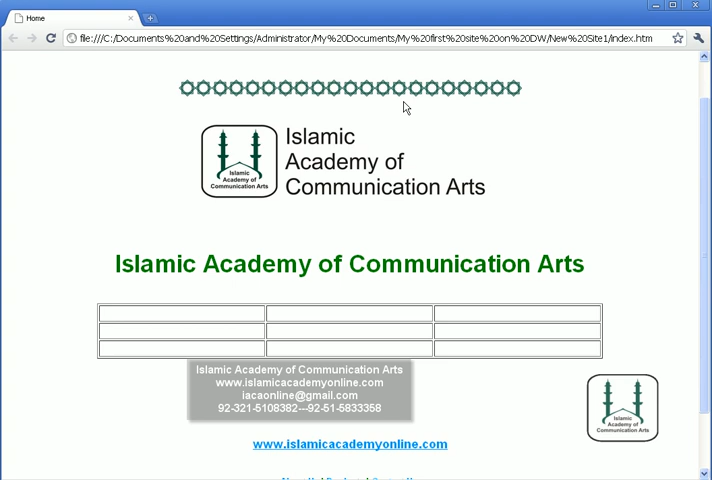 Home
file:///C:/Documents%20and%20Settings/Administrator/My%20Documents/My%20first%20site%20on%20DW/New%20Site1/index.htm
Islamic
Academy of
Communication Arts
Islamic
Academy of
Communication Arts
Islamic Academy of Communication Arts
Islamic Academy of Communication Arts
www.islamicacademyonline.com
iacaonline@gmail.com
92-321-5108382---92-51-5833358
Islamic
Academy of
Communication Arts
www.islamicacademyonline.com